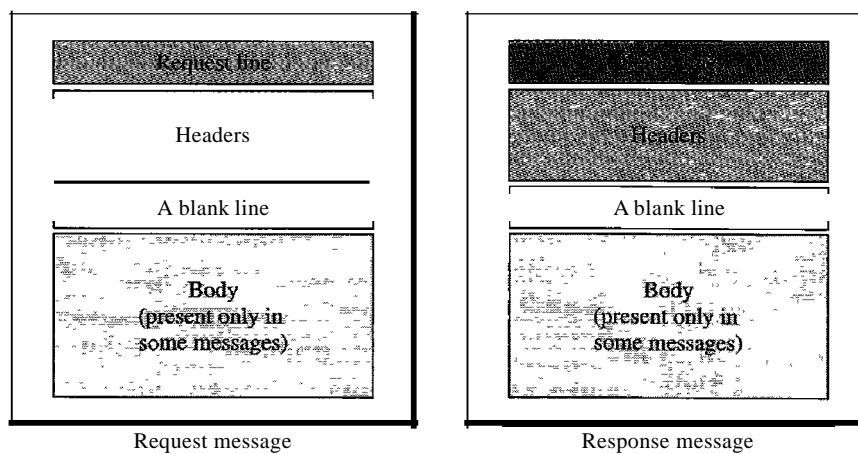 Request line
Headers
A blank line
Body
(present only in
some messages)
Request message
Headers
A blank line
Body
(present only in
some messages)
Response message